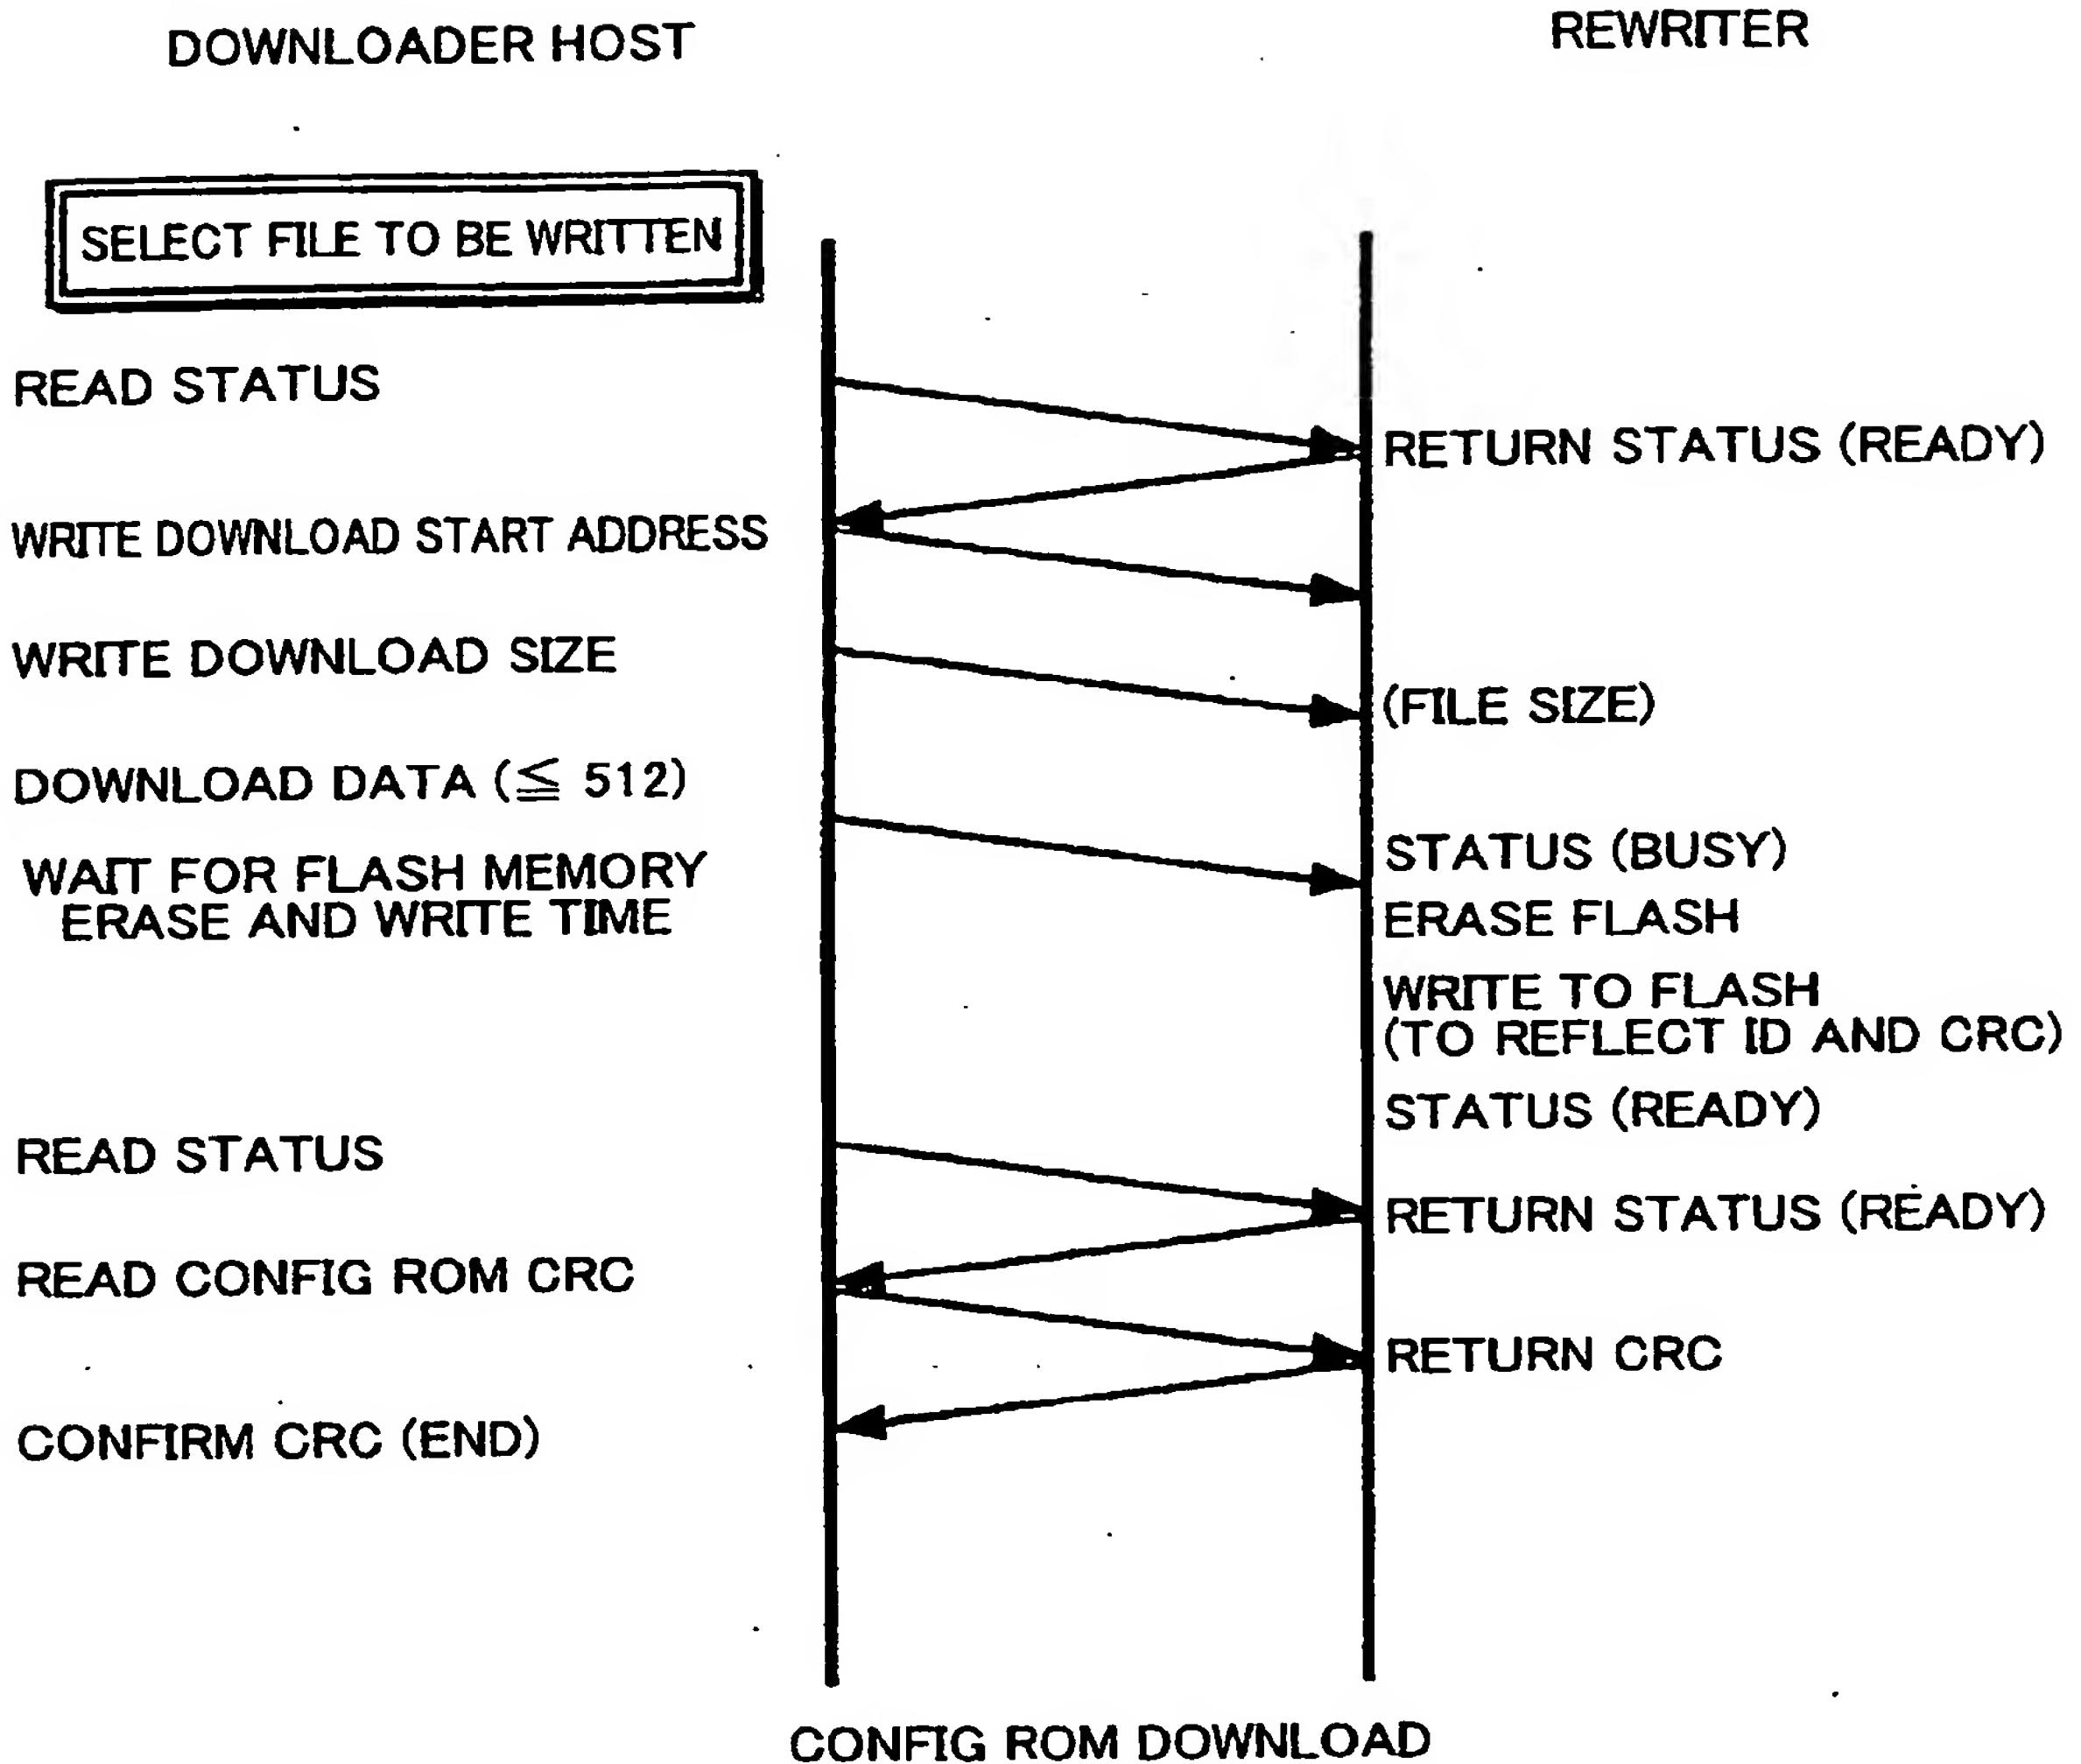 DOWNLOADER HOST
REWRITER
SELECT FILE TO BE WRITTEN
READ STATUS
RETURN STATUS (READY)
WRITE DOWNLOAD START ADDRESS
WRITE DOWNLOAD SIZE
(FILE SIZE)
DOWNLOAD DATA (≦ 512)
STATUS (BUSY)
WAIT FOR FLASH MEMORY
ERASE AND WRITE TIME
ERASE FLASH
WRITE TO FLASH
(TO REFLECT ID AND CRC)
STATUS (READY)
READ STATUS
RETURN STATUS (READY)
READ CONFIG ROM CRC
RETURN CRC
CONFIRM CRC (END)
CONFIG ROM DOWNLOAD